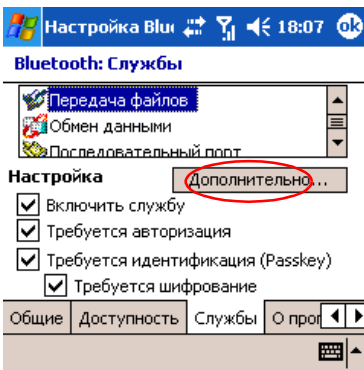 Настройка Blu 18:07 ok
Bluetooth: Службы
Передача файлов
Обмен данными
Последовательный порт
Настройка Дополнительно...
Включить службу
Требуется авторизация
Требуется идентификация (Passkey)
Требуется шифрование
Общие Доступность Службы О прог